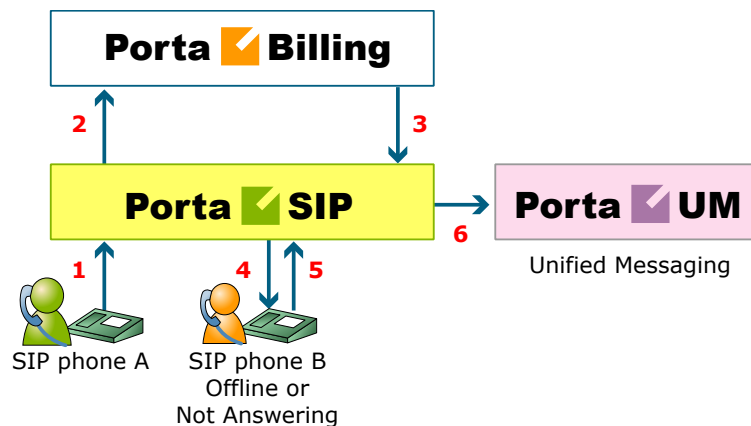 Porta Billing
2
3
Porta SIP
Porta UM
6
Unified Messaging
1
4
5
SIP phone A
SIP phone B
Offline or
Not Answering